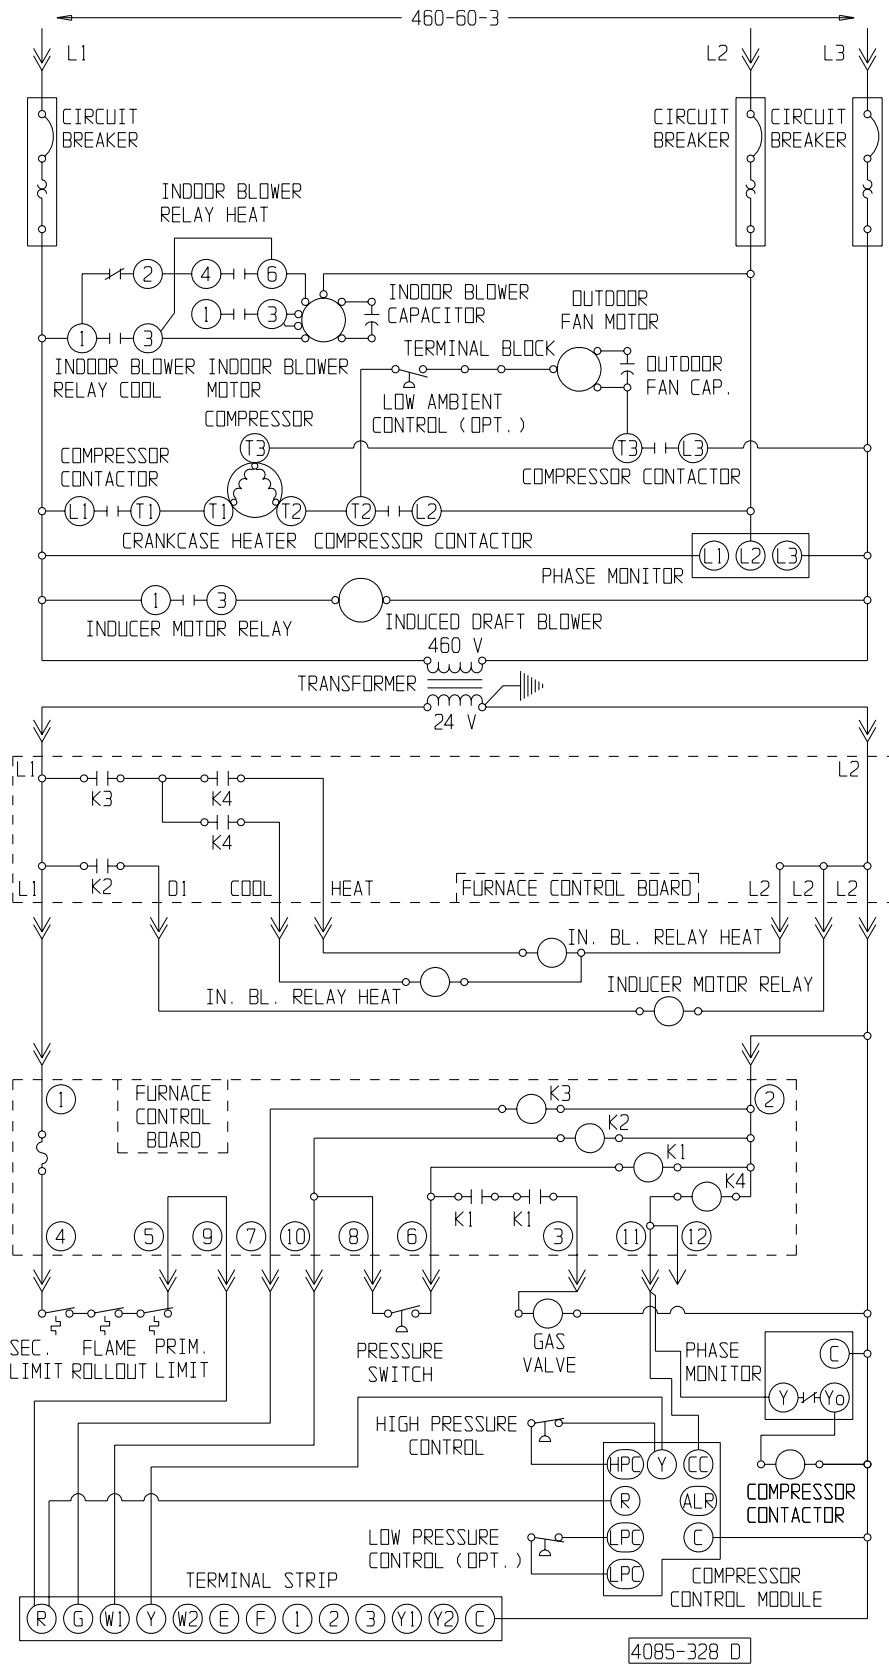 460-60-3
L1
L2
L3
CIRCUIT
BREAKER
CIRCUIT
BREAKER
CIRCUIT
BREAKER
INDOOR BLOWER
RELAY HEAT
2
4
6
1
3
1
3
INDOOR BLOWER
CAPACITOR
OUTDOOR
FAN MOTOR
INDOOR BLOWER
RELAY COOL
INDOOR BLOWER
MOTOR
TERMINAL BLOCK
OUTDOOR
FAN CAP.
LOW AMBIENT
CONTROL (OPT.)
COMPRESSOR
T3
T3
L3
COMPRESSOR
CONTACTOR
COMPRESSOR CONTACTOR
L1
T1
T1
T2
T2
L2
CRANKCASE HEATER
COMPRESSOR CONTACTOR
L1
L2
L3
PHASE MONITOR
1
3
INDUCER MOTOR RELAY
INDUCED DRAFT BLOWER
460 V
TRANSFORMER
24 V
L1
L2
K3
K4
K4
K2
L1
D1
COOL
HEAT
FURNACE CONTROL BOARD
L2
L2
L2
IN. BL. RELAY HEAT
IN. BL. RELAY HEAT
INDUCER MOTOR RELAY
1
FURNACE
CONTROL
BOARD
K3
2
K2
K1
K4
K1
K1
4
5
9
7
10
8
6
3
11
12
SEC.
LIMIT
FLAME
ROLLOUT
PRIM.
LIMIT
PRESSURE
SWITCH
GAS
VALVE
PHASE
MONITOR
C
Y
Yo
HIGH PRESSURE
CONTROL
HPC
Y
CC
COMPRESSOR
CONTACTOR
R
ALR
LOW PRESSURE
CONTROL (OPT.)
LPC
C
LPC
COMPRESSOR
CONTROL MODULE
TERMINAL STRIP
R
G
W1
Y
W2
E
F
1
2
3
Y1
Y2
C
4085-328 D